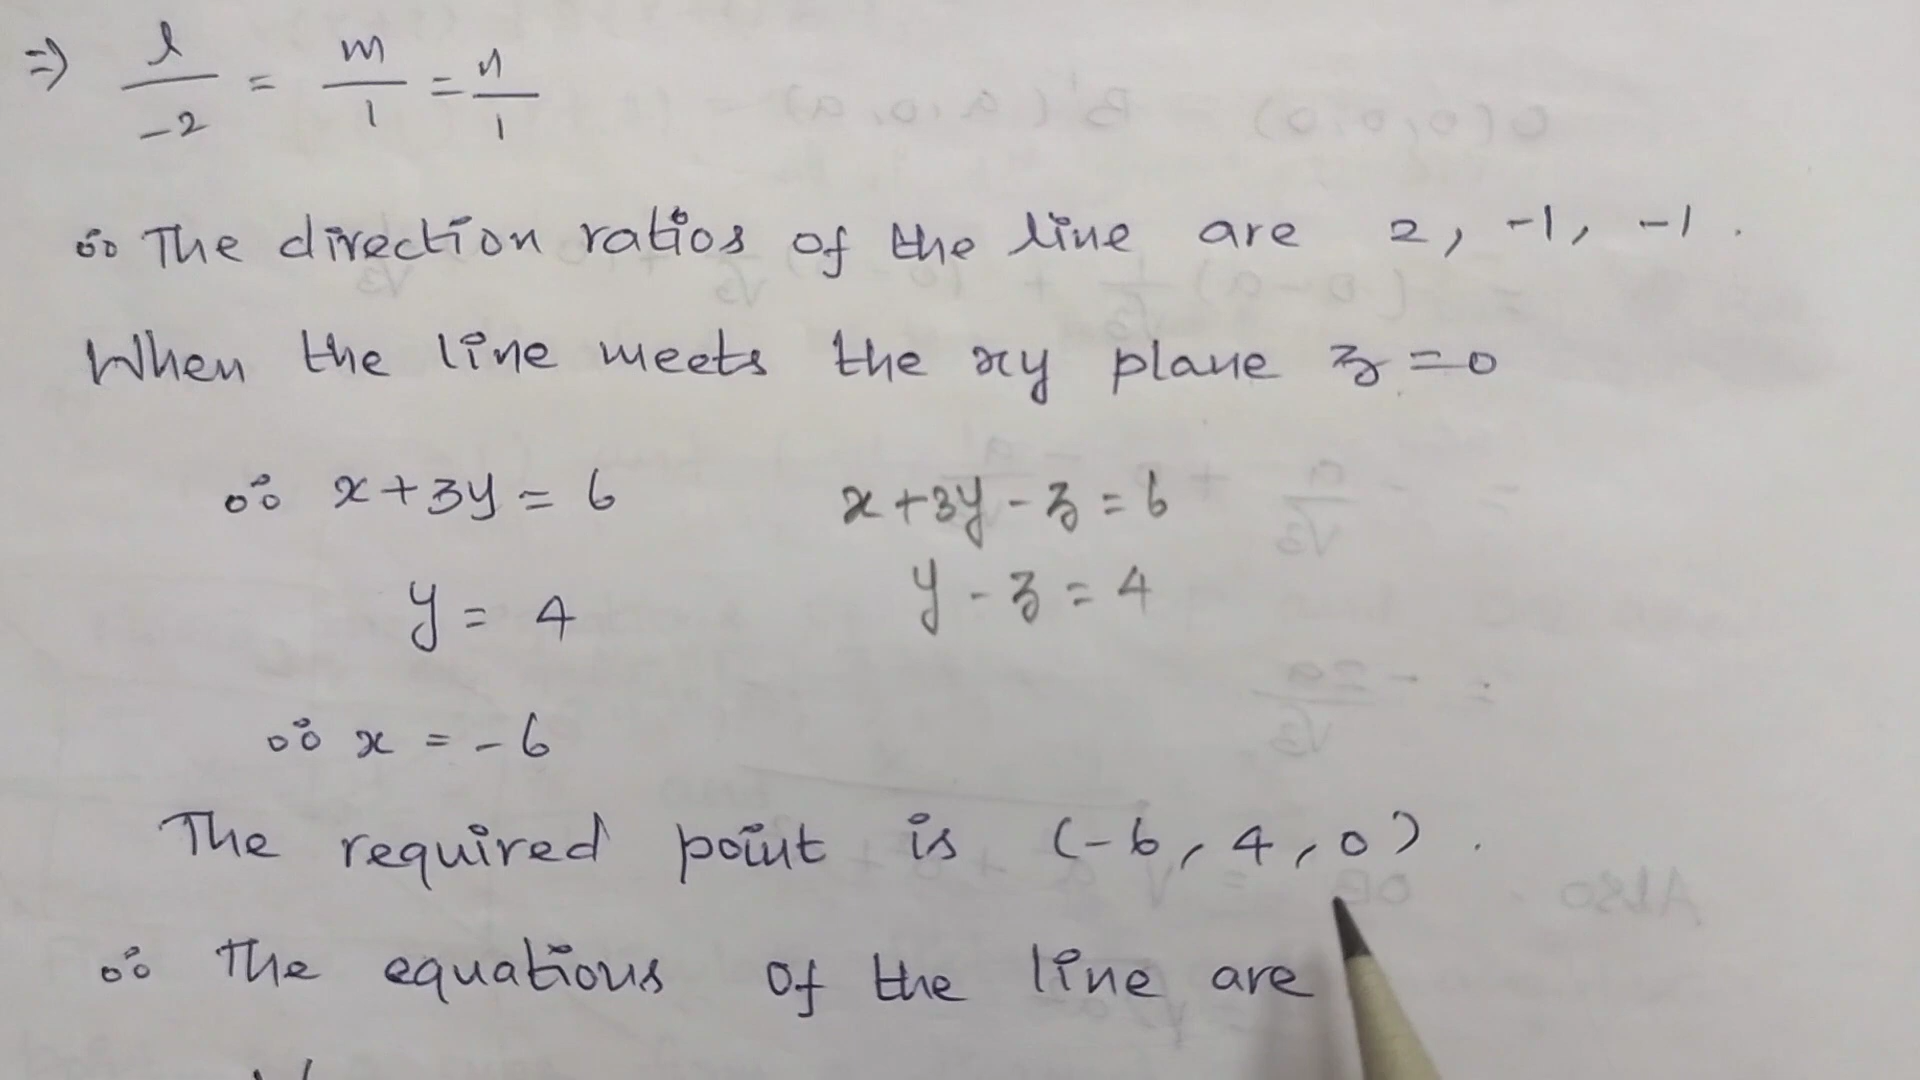 ⇒ l/-2 = m/1 = n/1
∴ The direction ratios of the line are 2, -1, -1.
When the line meets the xy plane z = 0
∴ x + 3y = 6
x + 3y - z = 6
y = 4
y - z = 4
∴ x = -6
The required point is (-6, 4, 0).
∴ The equations of the line are